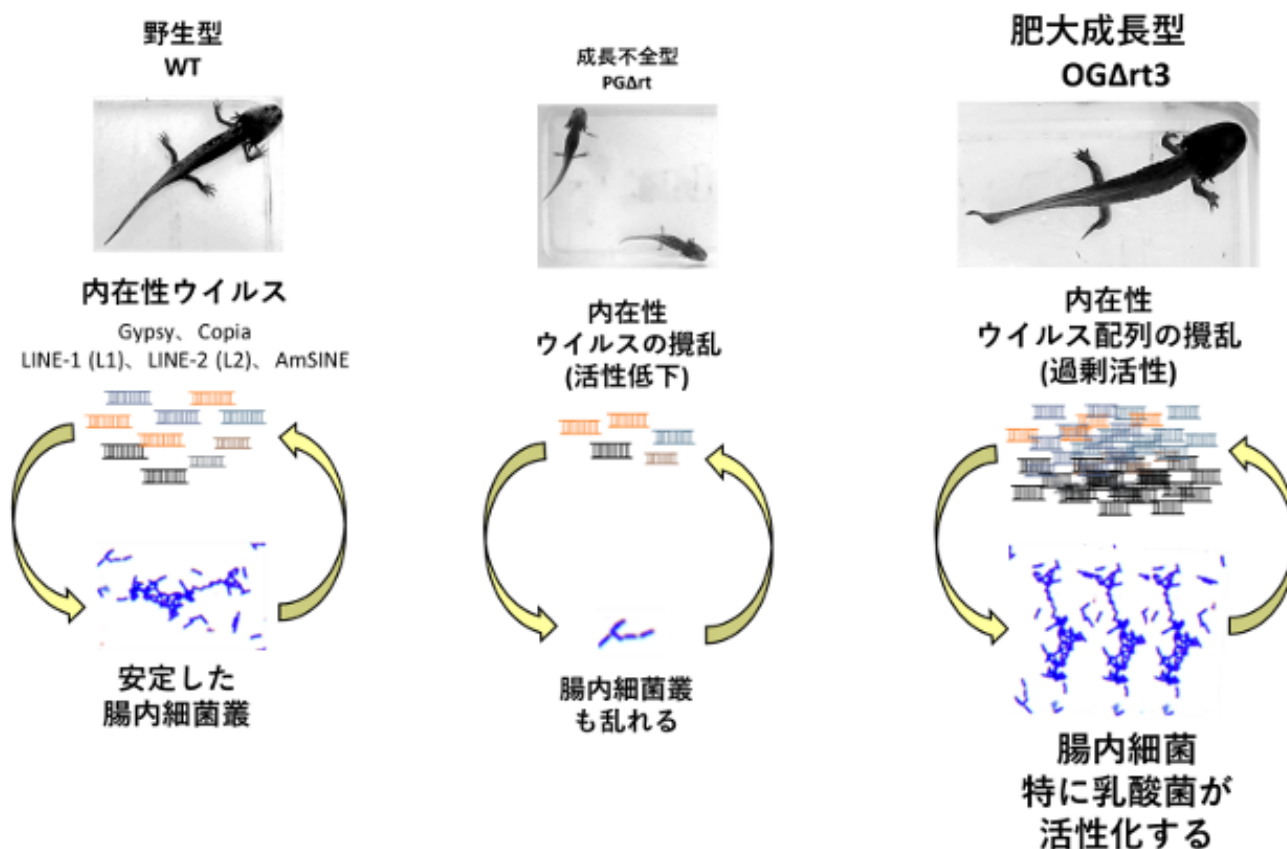 野生型
WT
内在性ウイルス
Gypsy、Copia
LINE-1 (L1)、LINE-2 (L2)、AmSINE
安定した
腸内細菌叢
成長不全型
PGΔrt
内在性
ウイルスの攪乱
(活性低下)
腸内細菌叢
も乱れる
肥大成長型
OGΔrt3
内在性
ウイルス配列の攪乱
(過剰活性)
腸内細菌
特に乳酸菌が
活性化する